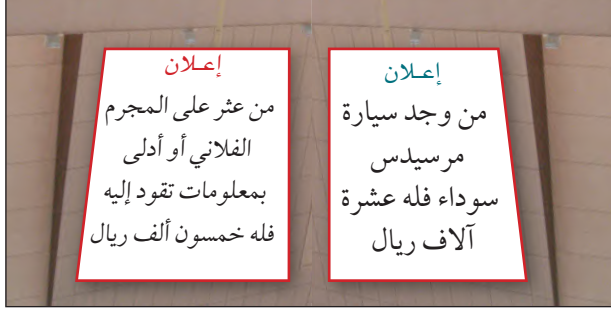 إعلان
من وجد سيارة
مرسيدس
سوداء فله عشرة
آلاف ريال
إعلان
من عثر على المجرم
الفلاني أو أدلى
بمعلومات تقود إليه
فله خمسون ألف ريال